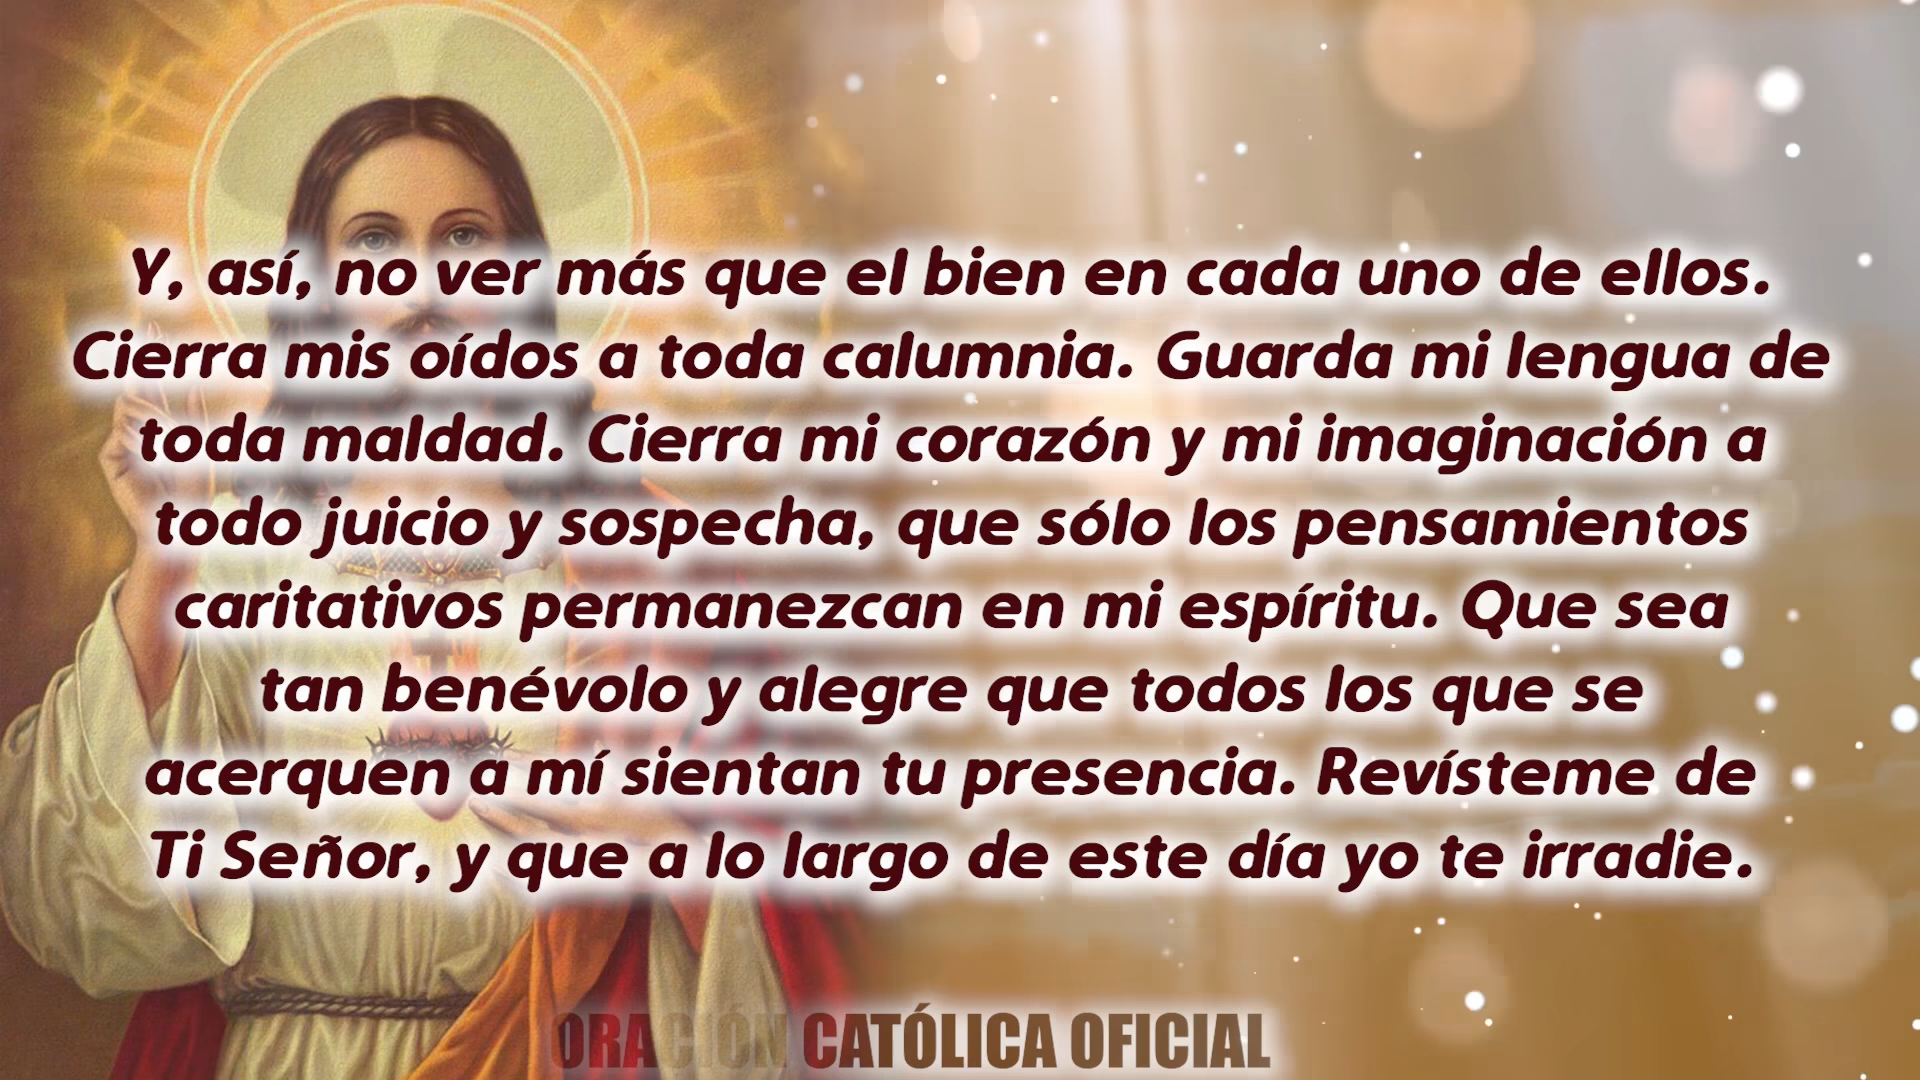 Y, así, no ver más que el bien en cada uno de ellos.
Cierra mis oídos a toda calumnia. Guarda mi lengua de
toda maldad. Cierra mi corazón y mi imaginación a
todo juicio y sospecha, que sólo los pensamientos
caritativos permanezcan en mi espíritu. Que sea
tan benévolo y alegre que todos los que se
acerquen a mí sientan tu presencia. Revísteme de
Ti Señor, y que a lo largo de este día yo te irradie.
ORACIÓN CATÓLICA OFICIAL